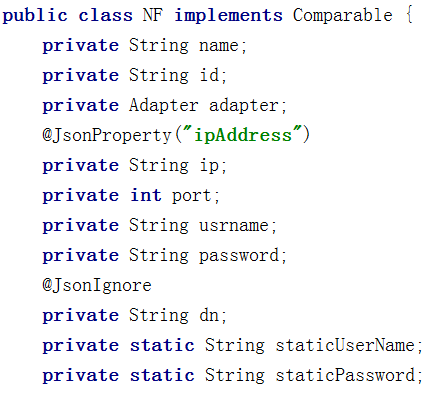 public class NF implements Comparable {
private String name;
private String id;
private Adapter adapter;
@JsonProperty("ipAddress")
private String ip;
private int port;
private String usrname;
private String password;
@JsonIgnore
private String dn;
private static String staticUserName;
private static String staticPassword;